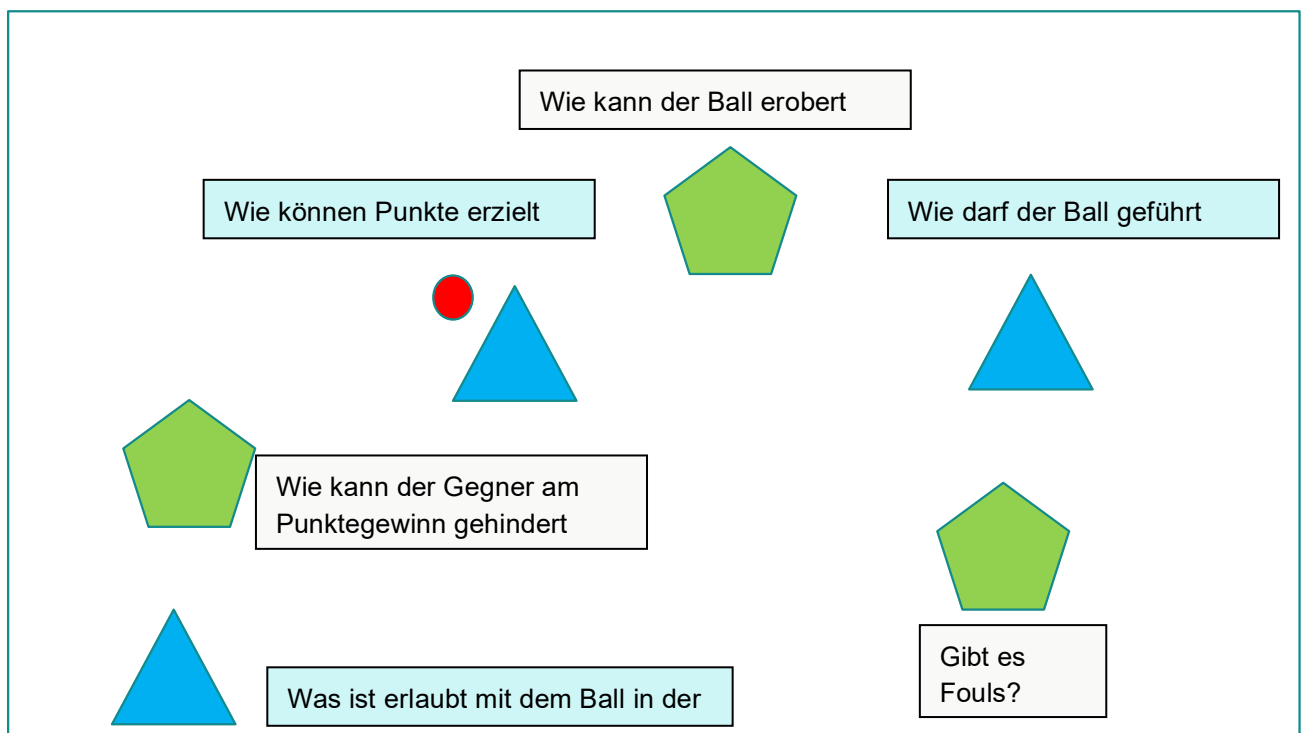 Wie kann der Ball erobert
Wie können Punkte erzielt
Wie darf der Ball geführt
Wie kann der Gegner am
Punktegewinn gehindert
Gibt es
Fouls?
Was ist erlaubt mit dem Ball in der